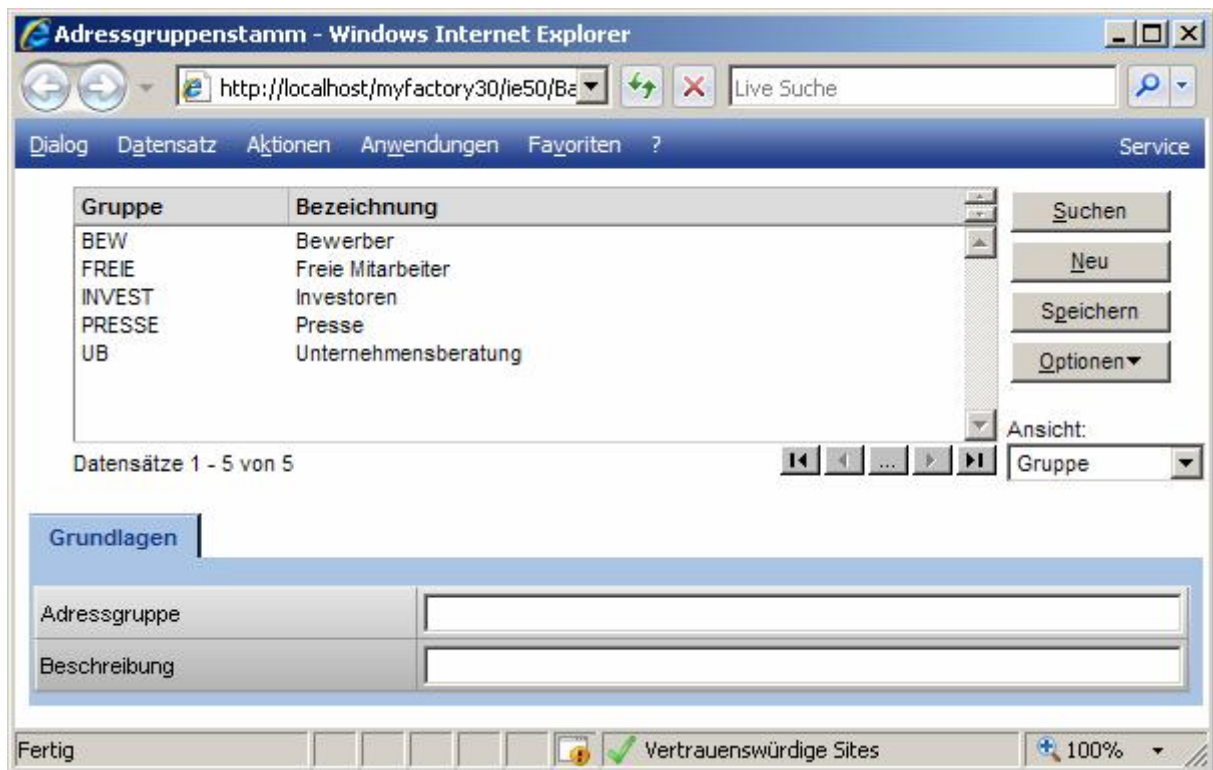 Adressgruppenstamm - Windows Internet Explorer
http://localhost/myfactory30/ie50/Ba
Live Suche
Dialog Datensatz Aktionen Anwendungen Favoriten ? Service
Gruppe Bezeichnung
BEW Bewerber
FREIE Freie Mitarbeiter
INVEST Investoren
PRESSE Presse
UB Unternehmensberatung
Suchen
Neu
Speichern
Optionen
Ansicht:
Datensätze 1 - 5 von 5 ... Gruppe
Grundlagen
Adressgruppe
Beschreibung
Fertig Vertrauenswürdige Sites 100%